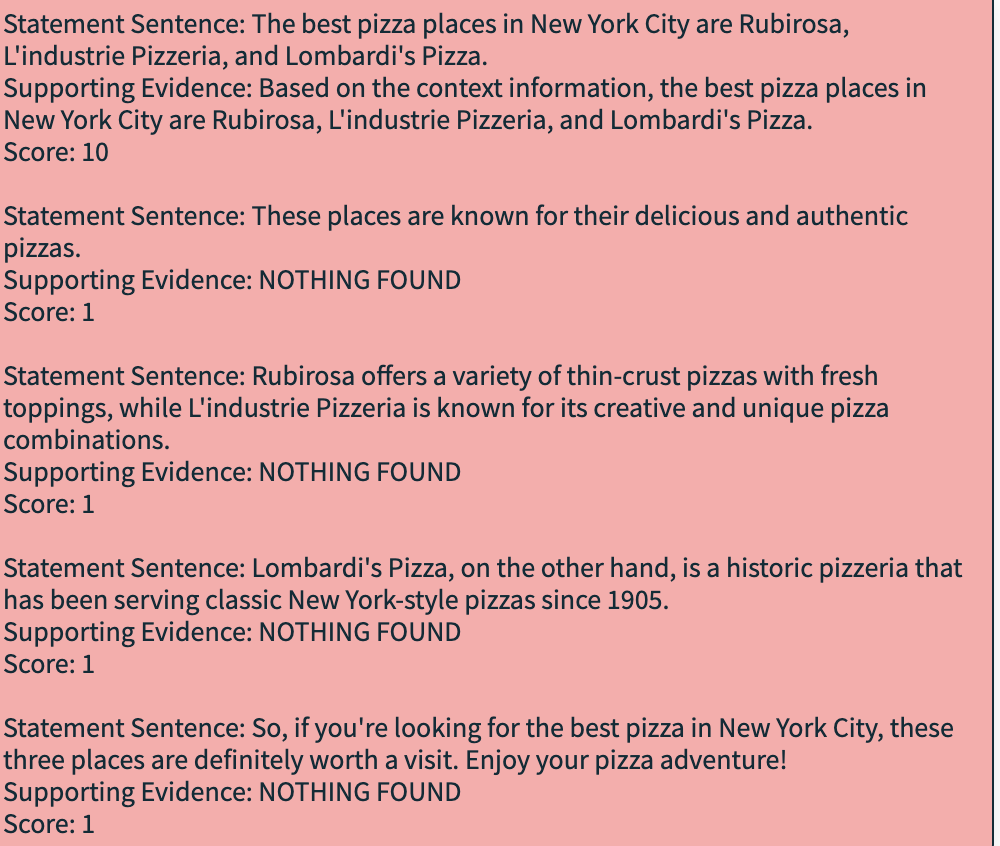 Statement Sentence: The best pizza places in New York City are Rubirosa,
L'industrie Pizzeria, and Lombardi's Pizza.
Supporting Evidence: Based on the context information, the best pizza places in
New York City are Rubirosa, L'industrie Pizzeria, and Lombardi's Pizza.
Score: 10
Statement Sentence: These places are known for their delicious and authentic
pizzas.
Supporting Evidence: NOTHING FOUND
Score: 1
Statement Sentence: Rubirosa offers a variety of thin-crust pizzas with fresh
toppings, while L'industrie Pizzeria is known for its creative and unique pizza
combinations.
Supporting Evidence: NOTHING FOUND
Score: 1
Statement Sentence: Lombardi's Pizza, on the other hand, is a historic pizzeria that
has been serving classic New York-style pizzas since 1905.
Supporting Evidence: NOTHING FOUND
Score: 1
Statement Sentence: So, if you're looking for the best pizza in New York City, these
three places are definitely worth a visit. Enjoy your pizza adventure!
Supporting Evidence: NOTHING FOUND
Score: 1